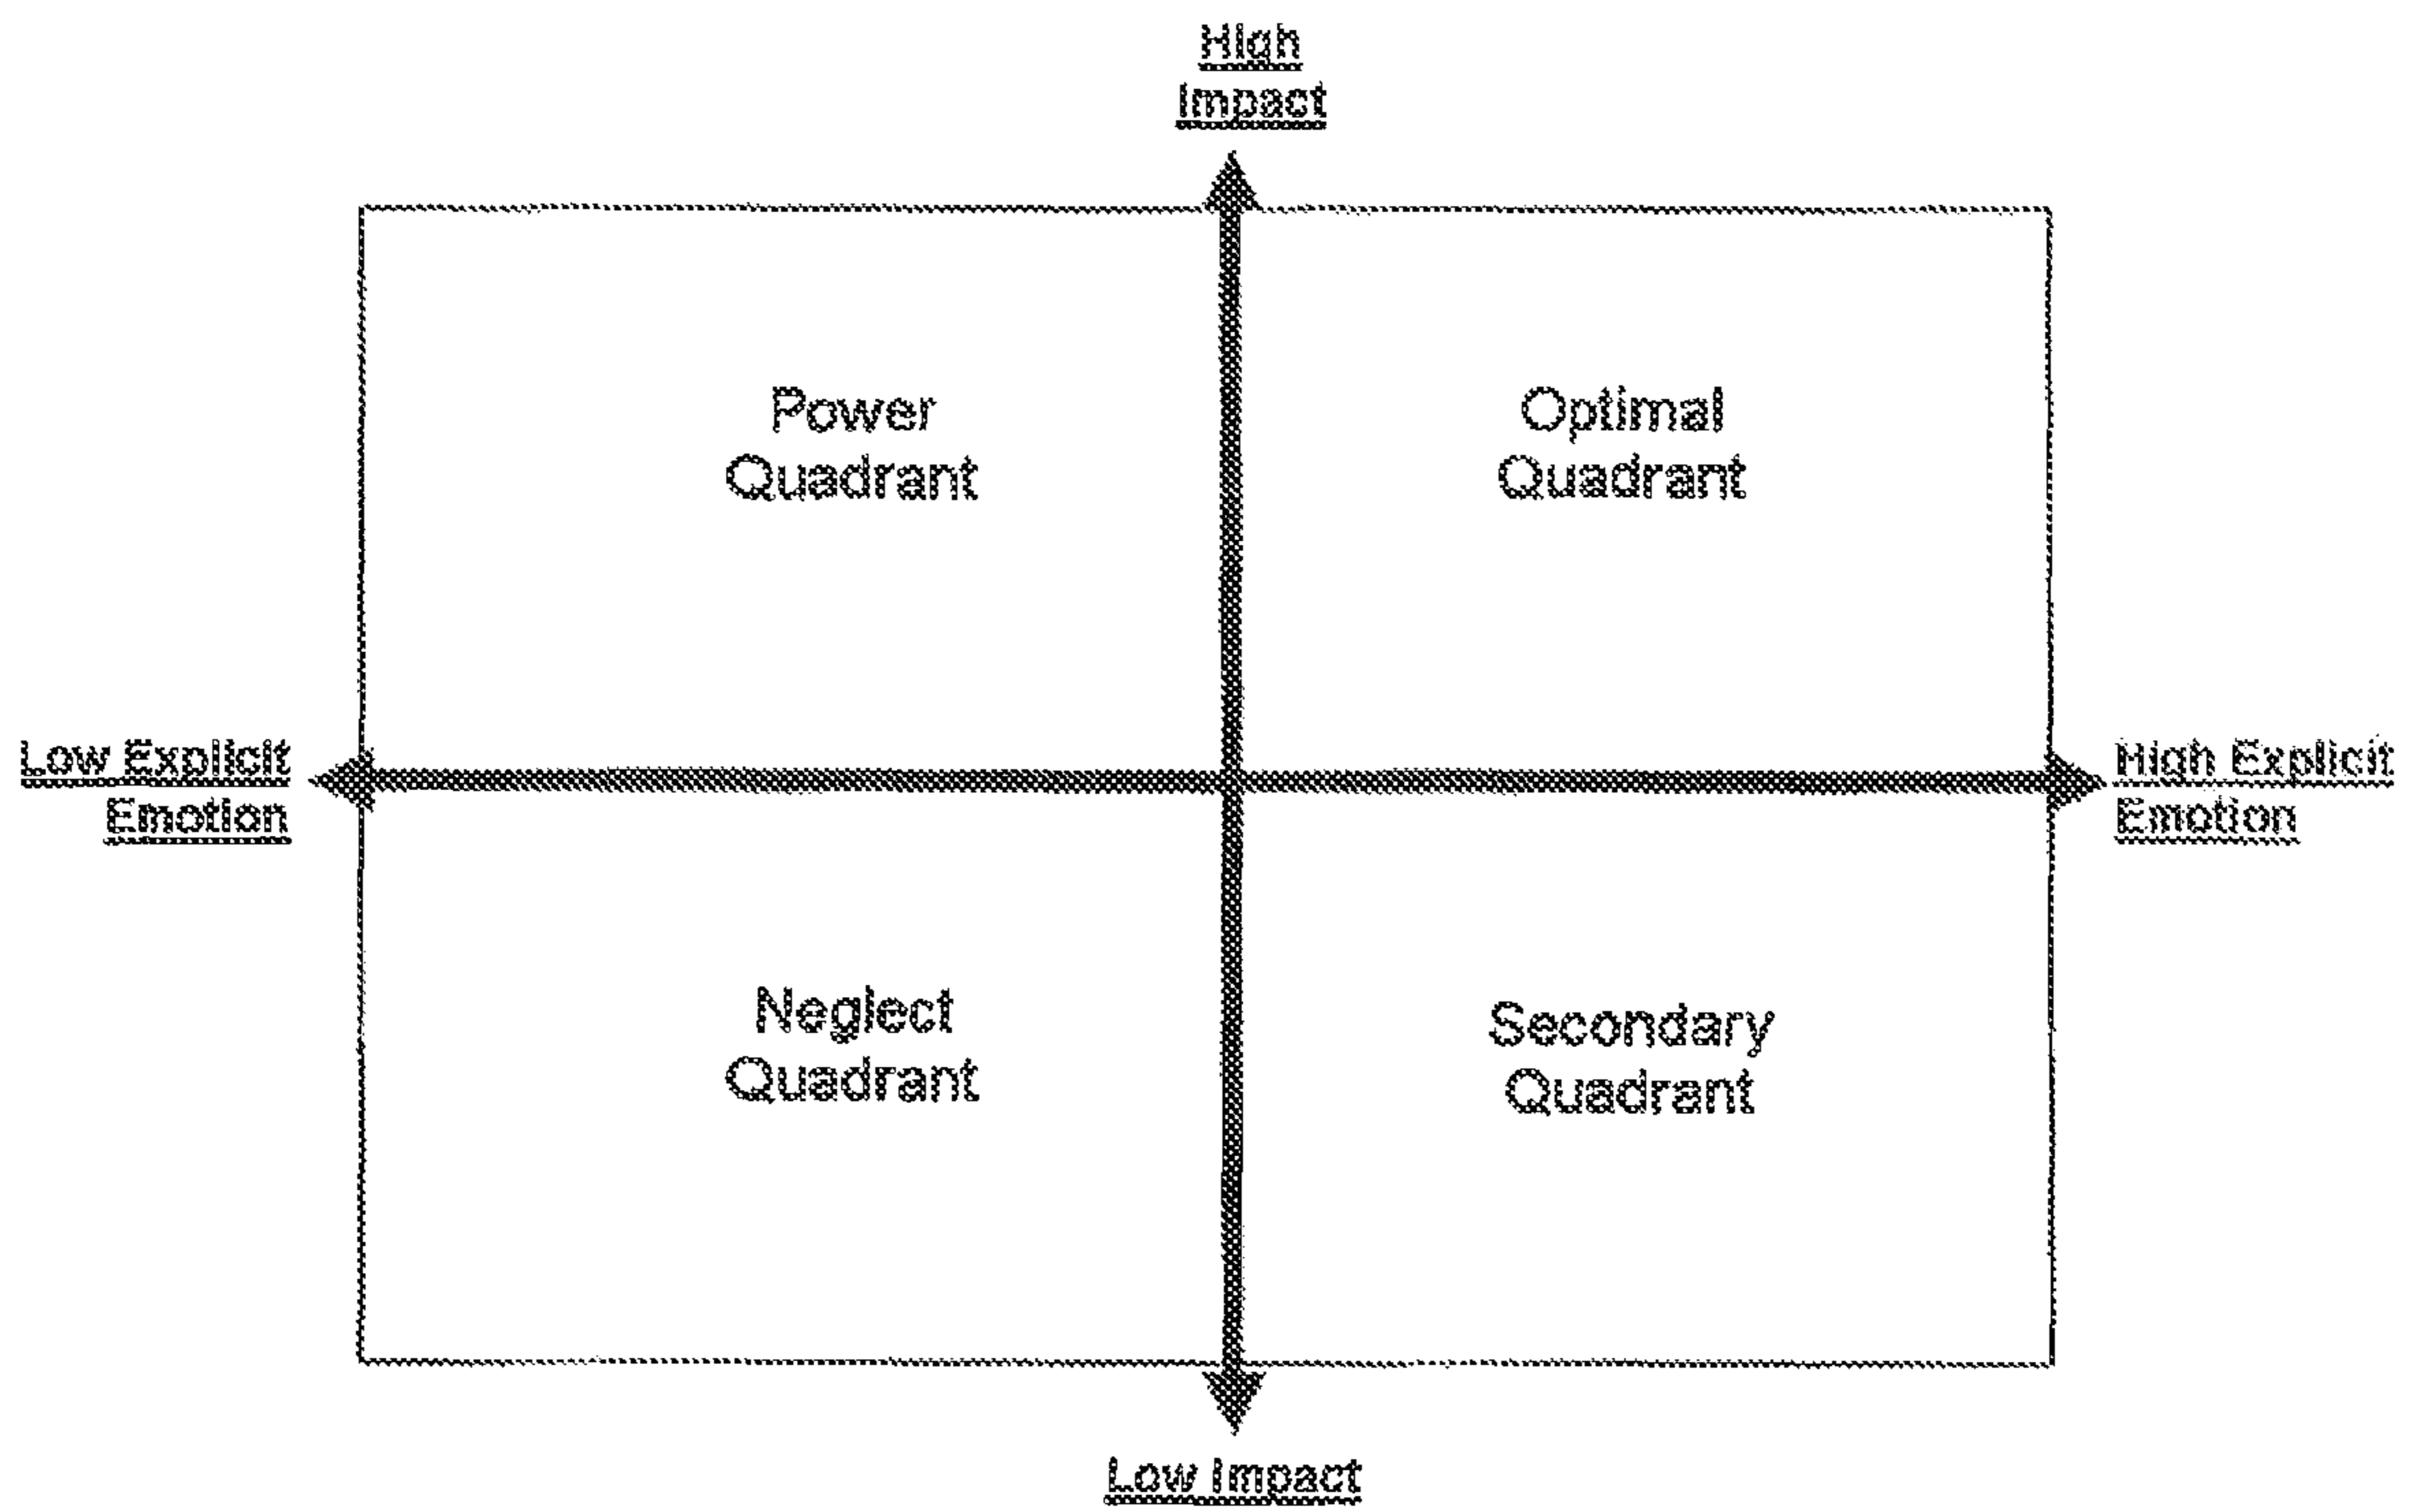 High
Impact
Power
Quadrant
Optimal
Quadrant
Low Explicit
Emotion
High Explicit
Emotion
Neglect
Quadrant
Secondary
Quadrant
Low Impact